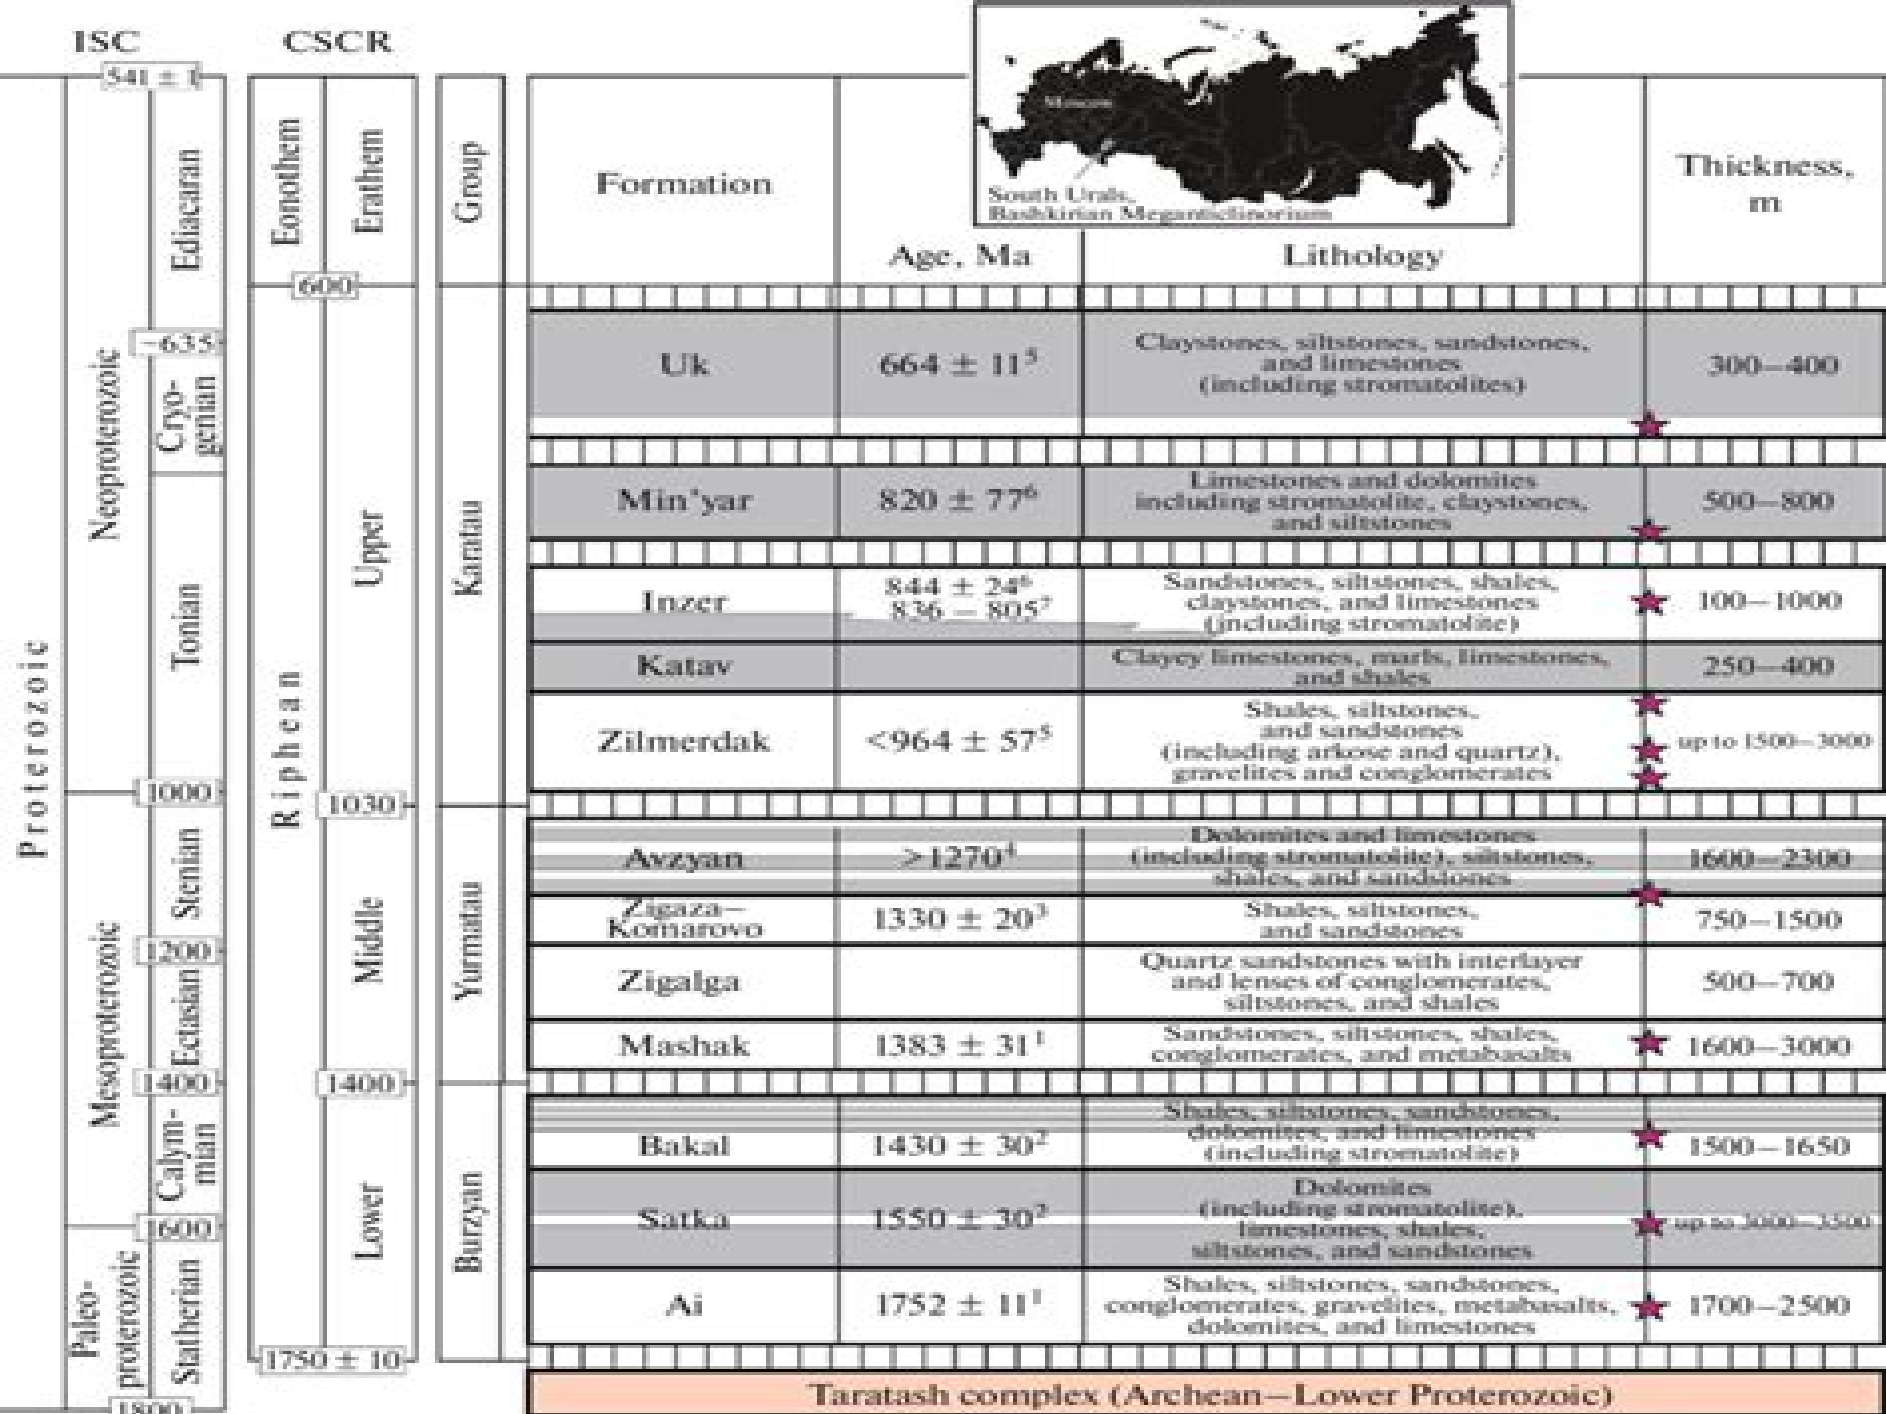 ISC
CSCR
541 ± 1
Proterozoic
Neoproterozoic
Mesoproterozoic
Paleo-
proerozoic
Ediacaran
~635
Cryo-
genian
Tonian
1000
Stenian
1200
Ectasian
1400
Calym-
mian
1600
Statherian
1800
Eonothem
Erathem
600
Riphean
Upper
1030
Middle
1400
Lower
1750 ± 10
Group
Karatau
Yurmatau
Burzyan
Formation
Age, Ma
Lithology
Thickness,
m
Moscow
South Urals,
Bashkirian Meganticlinorium
Uk
664 ± 11⁵
Claystones, siltstones, sandstones,
and limestones
(including stromatolites)
300–400
Min'yar
820 ± 77⁶
Limestones and dolomites
including stromatolite, claystones,
and siltstones
500–800
Inzer
844 ± 24⁶
836 – 805⁷
Sandstones, siltstones, shales,
claystones, and limestones
(including stromatolite)
100–1000
Katav
Clayey limestones, marls, limestones,
and shales
250–400
Zilmerdak
<964 ± 57⁵
Shales, siltstones,
and sandstones
(including arkose and quartz),
gravelites and conglomerates
up to 1500–3000
Avzyan
>1270⁴
Dolomites and limestones
(including stromatolite), siltstones,
shales, and sandstones
1600–2300
Zigaza–
Komarovo
1330 ± 20³
Shales, siltstones,
and sandstones
750–1500
Zigalga
Quartz sandstones with interlayer
and lenses of conglomerates,
siltstones, and shales
500–700
Mashak
1383 ± 31¹
Sandstones, siltstones, shales,
conglomerates, and metabasalts
1600–3000
Bakal
1430 ± 30²
Shales, siltstones, sandstones,
dolomites, and limestones
(including stromatolite)
1500–1650
Satka
1550 ± 30²
Dolomites
(including stromatolite),
limestones, shales,
siltstones, and sandstones
up to 3000–3500
Ai
1752 ± 11¹
Shales, siltstones, sandstones,
conglomerates, gravelites, metabasalts,
dolomites, and limestones
1700–2500
Taratash complex (Archean–Lower Proterozoic)